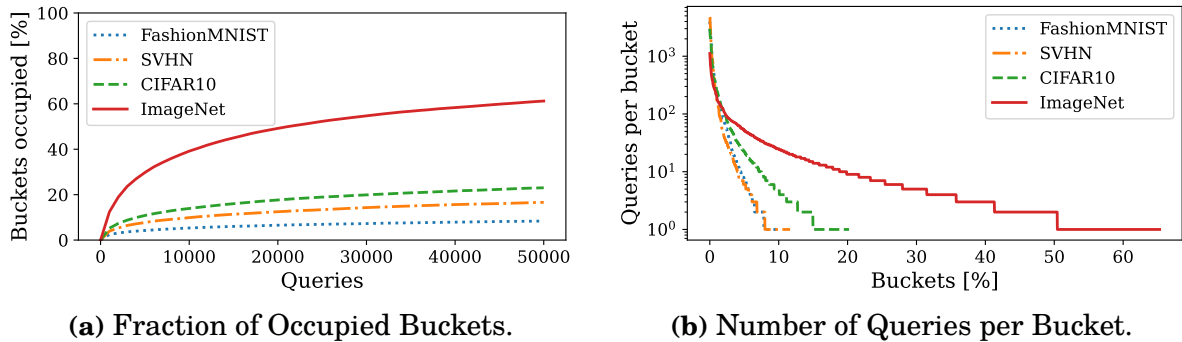 Buckets occupied [%]
100
80
60
40
20
0
FashionMNIST
SVHN
CIFAR10
ImageNet
0 10000 20000 30000 40000 50000
Queries
(a) Fraction of Occupied Buckets.
Queries per bucket
10³
10²
10¹
10⁰
FashionMNIST
SVHN
CIFAR10
ImageNet
0 10 20 30 40 50 60
Buckets [%]
(b) Number of Queries per Bucket.